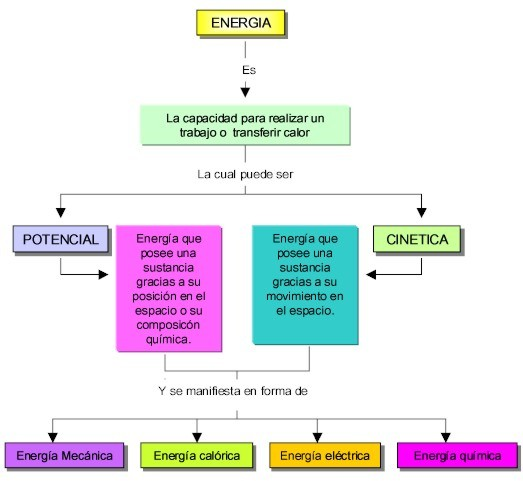 ENERGIA
Es
La capacidad para realizar un
trabajo o transferir calor
La cual puede ser
POTENCIAL
Energía que
posee una
sustancia
gracias a su
posición en el
espacio o su
composicón
química.
Energía que
posee una
sustancia
gracias a su
movimiento en
el espacio.
CINETICA
Y se manifiesta en forma de
Energía Mecánica
Energía calórica
Energía eléctrica
Energía química